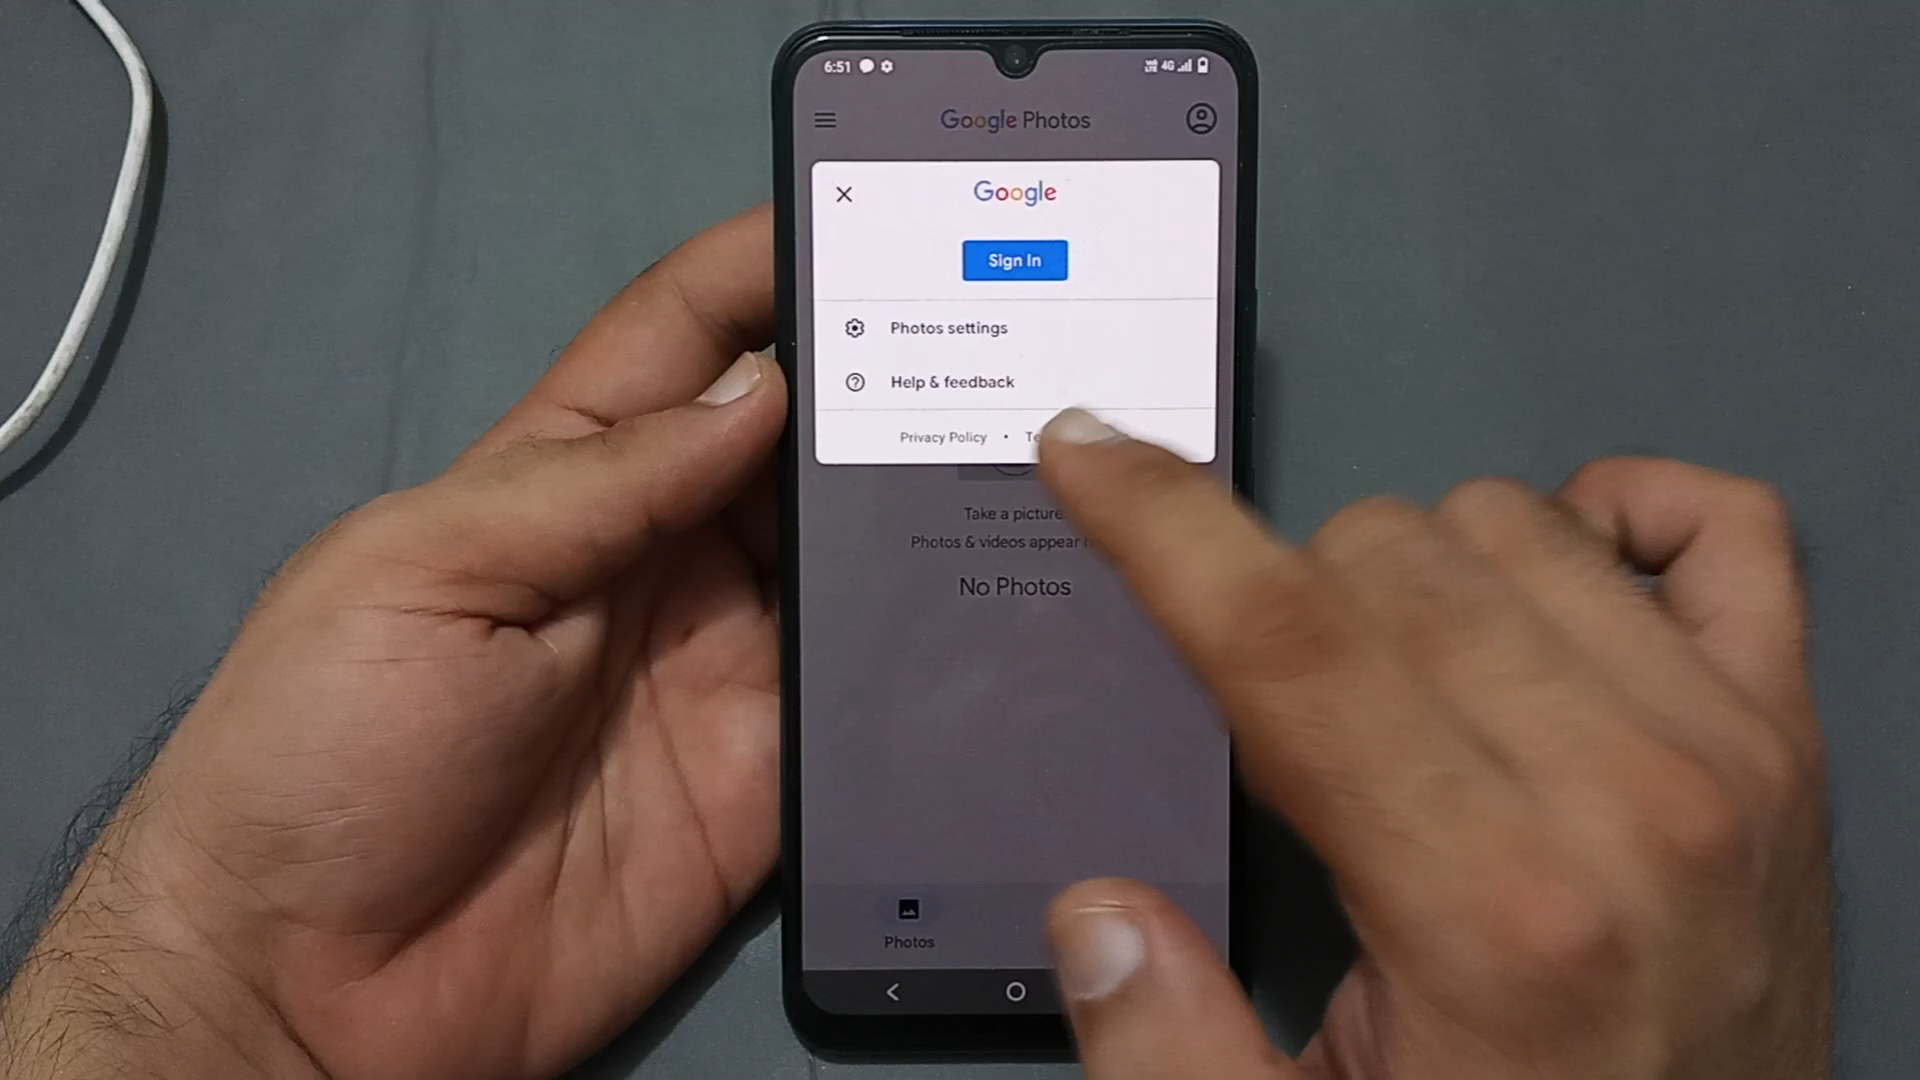 6:51 4G
Google Photos
Google
Sign In
Photos settings
Help & feedback
Privacy Policy •
Take a picture
Photos & videos appear
No Photos
Photos